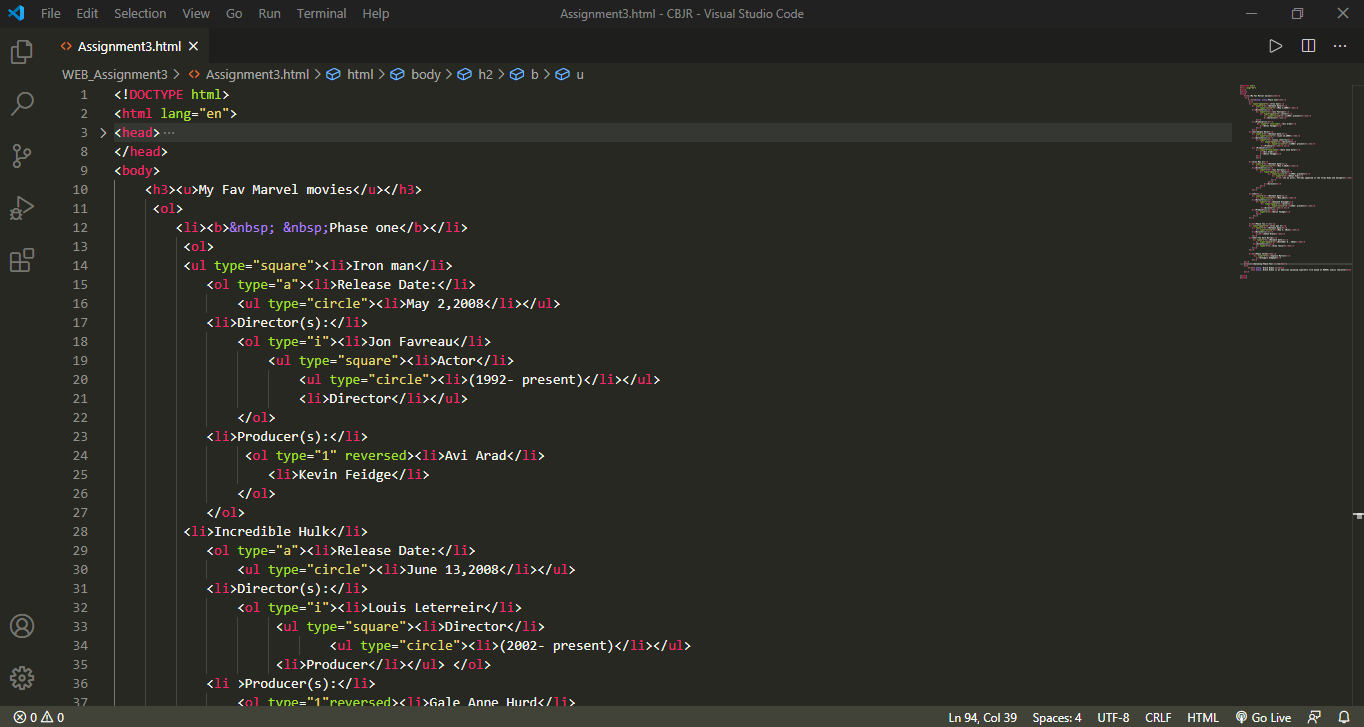 File Edit Selection View Go Run Terminal Help Assignment3.html - CBJR - Visual Studio Code
Assignment3.html
WEB_Assignment3 > Assignment3.html > html > body > h2 > b > u
1 <!DOCTYPE html>
2 <html lang="en">
3 <head>...
8 </head>
9 <body>
10 <h3><u>My Fav Marvel movies</u></h3>
11 <ol>
12 <li><b>&nbsp; &nbsp;Phase one</b></li>
13 <ol>
14 <ul type="square"><li>Iron man</li>
15 <ol type="a"><li>Release Date:</li>
16 <ul type="circle"><li>May 2,2008</li></ul>
17 <li>Director(s):</li>
18 <ol type="i"><li>Jon Favreau</li>
19 <ul type="square"><li>Actor</li>
20 <ul type="circle"><li>(1992- present)</li></ul>
21 <li>Director</li></ul>
22 </ol>
23 <li>Producer(s):</li>
24 <ol type="1" reversed><li>Avi Arad</li>
25 <li>Kevin Feidge</li>
26 </ol>
27 </ol>
28 <li>Incredible Hulk</li>
29 <ol type="a"><li>Release Date:</li>
30 <ul type="circle"><li>June 13,2008</li></ul>
31 <li>Director(s):</li>
32 <ol type="i"><li>Louis Leterreir</li>
33 <ul type="square"><li>Director</li>
34 <ul type="circle"><li>(2002- present)</li></ul>
35 <li>Producer</li></ul> </ol>
36 <li >Producer(s):</li>
37 <ol type="1"reversed><li>Gale Anne Hurd</li>
0 0 Ln 94, Col 39 Spaces: 4 UTF-8 CRLF HTML Go Live